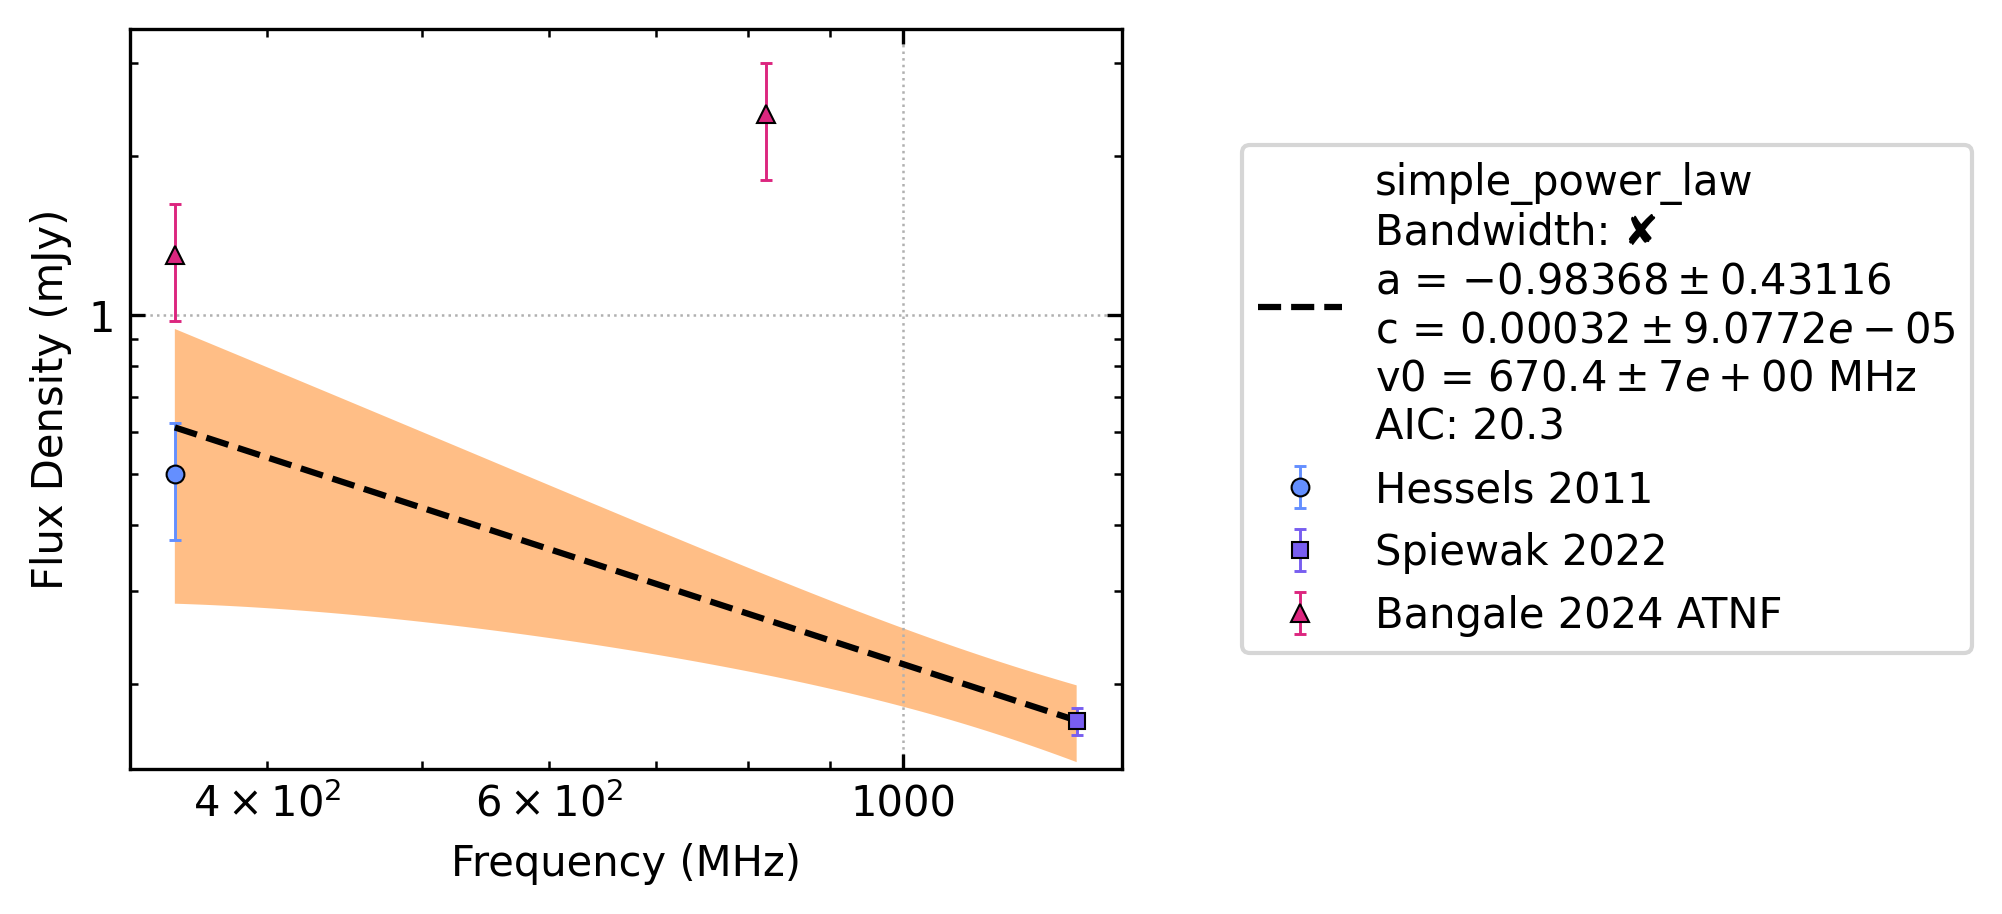 Flux Density (mJy)
1
4 × 10²
6 × 10²
1000
Frequency (MHz)
simple_power_law
Bandwidth: ✘
a = −0.98368 ± 0.43116
c = 0.00032 ± 9.0772e − 05
v0 = 670.4 ± 7e + 00 MHz
AIC: 20.3
Hessels 2011
Spiewak 2022
Bangale 2024 ATNF